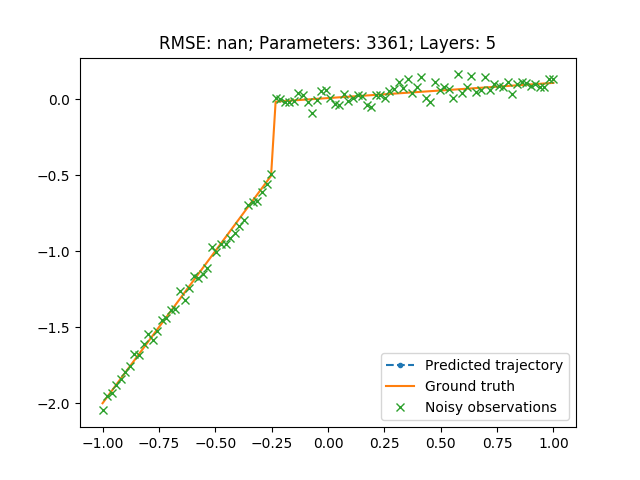 RMSE: nan; Parameters: 3361; Layers: 5
0.0
−0.5
−1.0
−1.5
−2.0
Predicted trajectory
Ground truth
Noisy observations
−1.00 −0.75 −0.50 −0.25 0.00 0.25 0.50 0.75 1.00